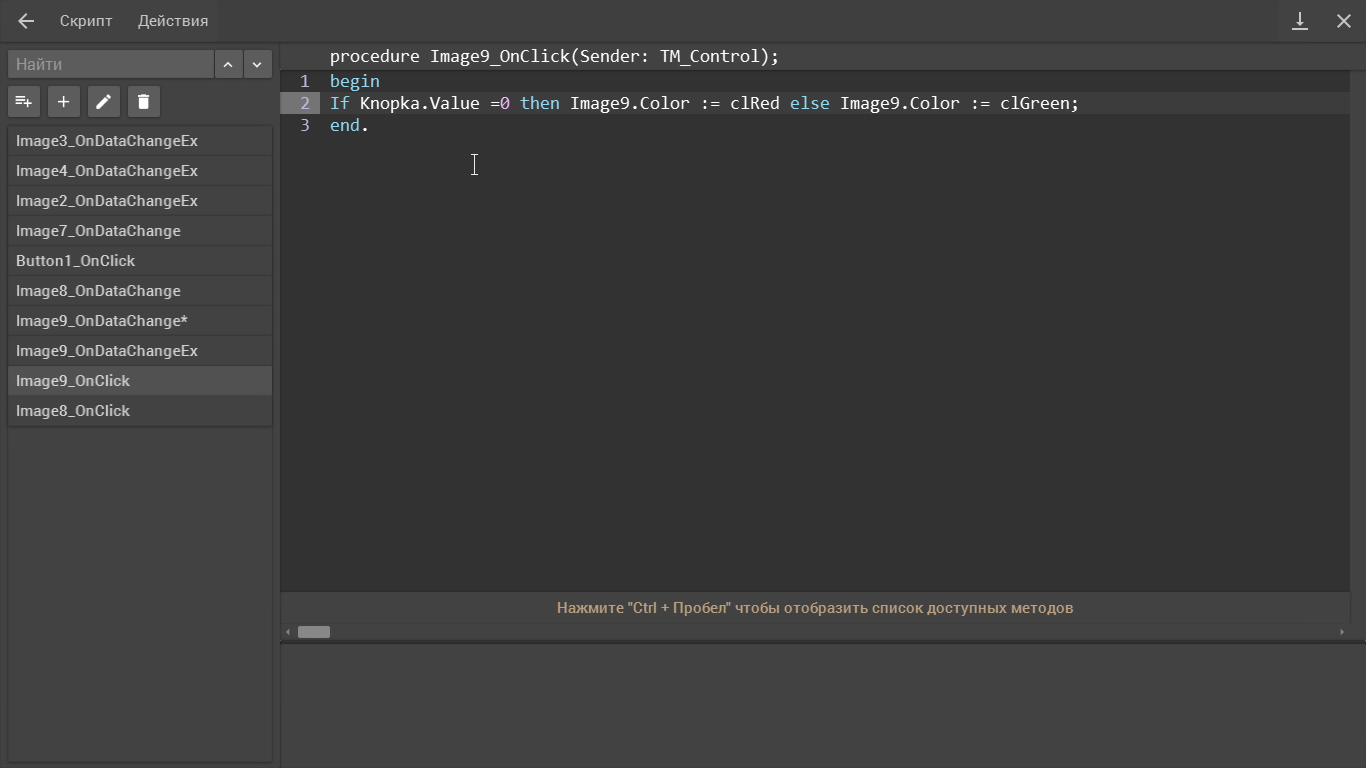 Скрипт Действия
Найти
Image3_OnDataChangeEx
Image4_OnDataChangeEx
Image2_OnDataChangeEx
Image7_OnDataChange
Button1_OnClick
Image8_OnDataChange
Image9_OnDataChange*
Image9_OnDataChangeEx
Image9_OnClick
Image8_OnClick
procedure Image9_OnClick(Sender: TM_Control);
1 begin
2 If Knopka.Value =0 then Image9.Color := clRed else Image9.Color := clGreen;
3 end.
Нажмите "Ctrl + Пробел" чтобы отобразить список доступных методов